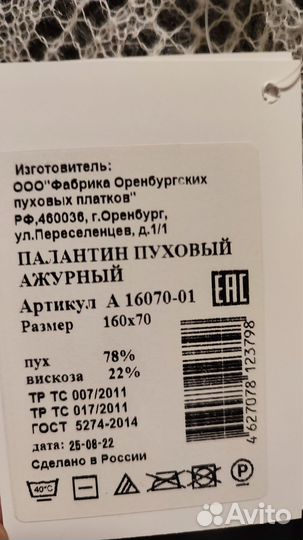 Изготовитель:
ООО"Фабрика Оренбургских
пуховых платков"
РФ,460036, г.Оренбург,
ул.Переселенцев, д.1/1
ПАЛАНТИН ПУХОВЫЙ
АЖУРНЫЙ
Артикул А 16070-01
Размер 160х70
ЕАС
пух 78%
вискоза 22%
ТР ТС 007/2011
ТР ТС 017/2011
ГОСТ 5274-2014
дата: 25-08-22
Сделано в России
4 627078 123798
40°C
P
Avito